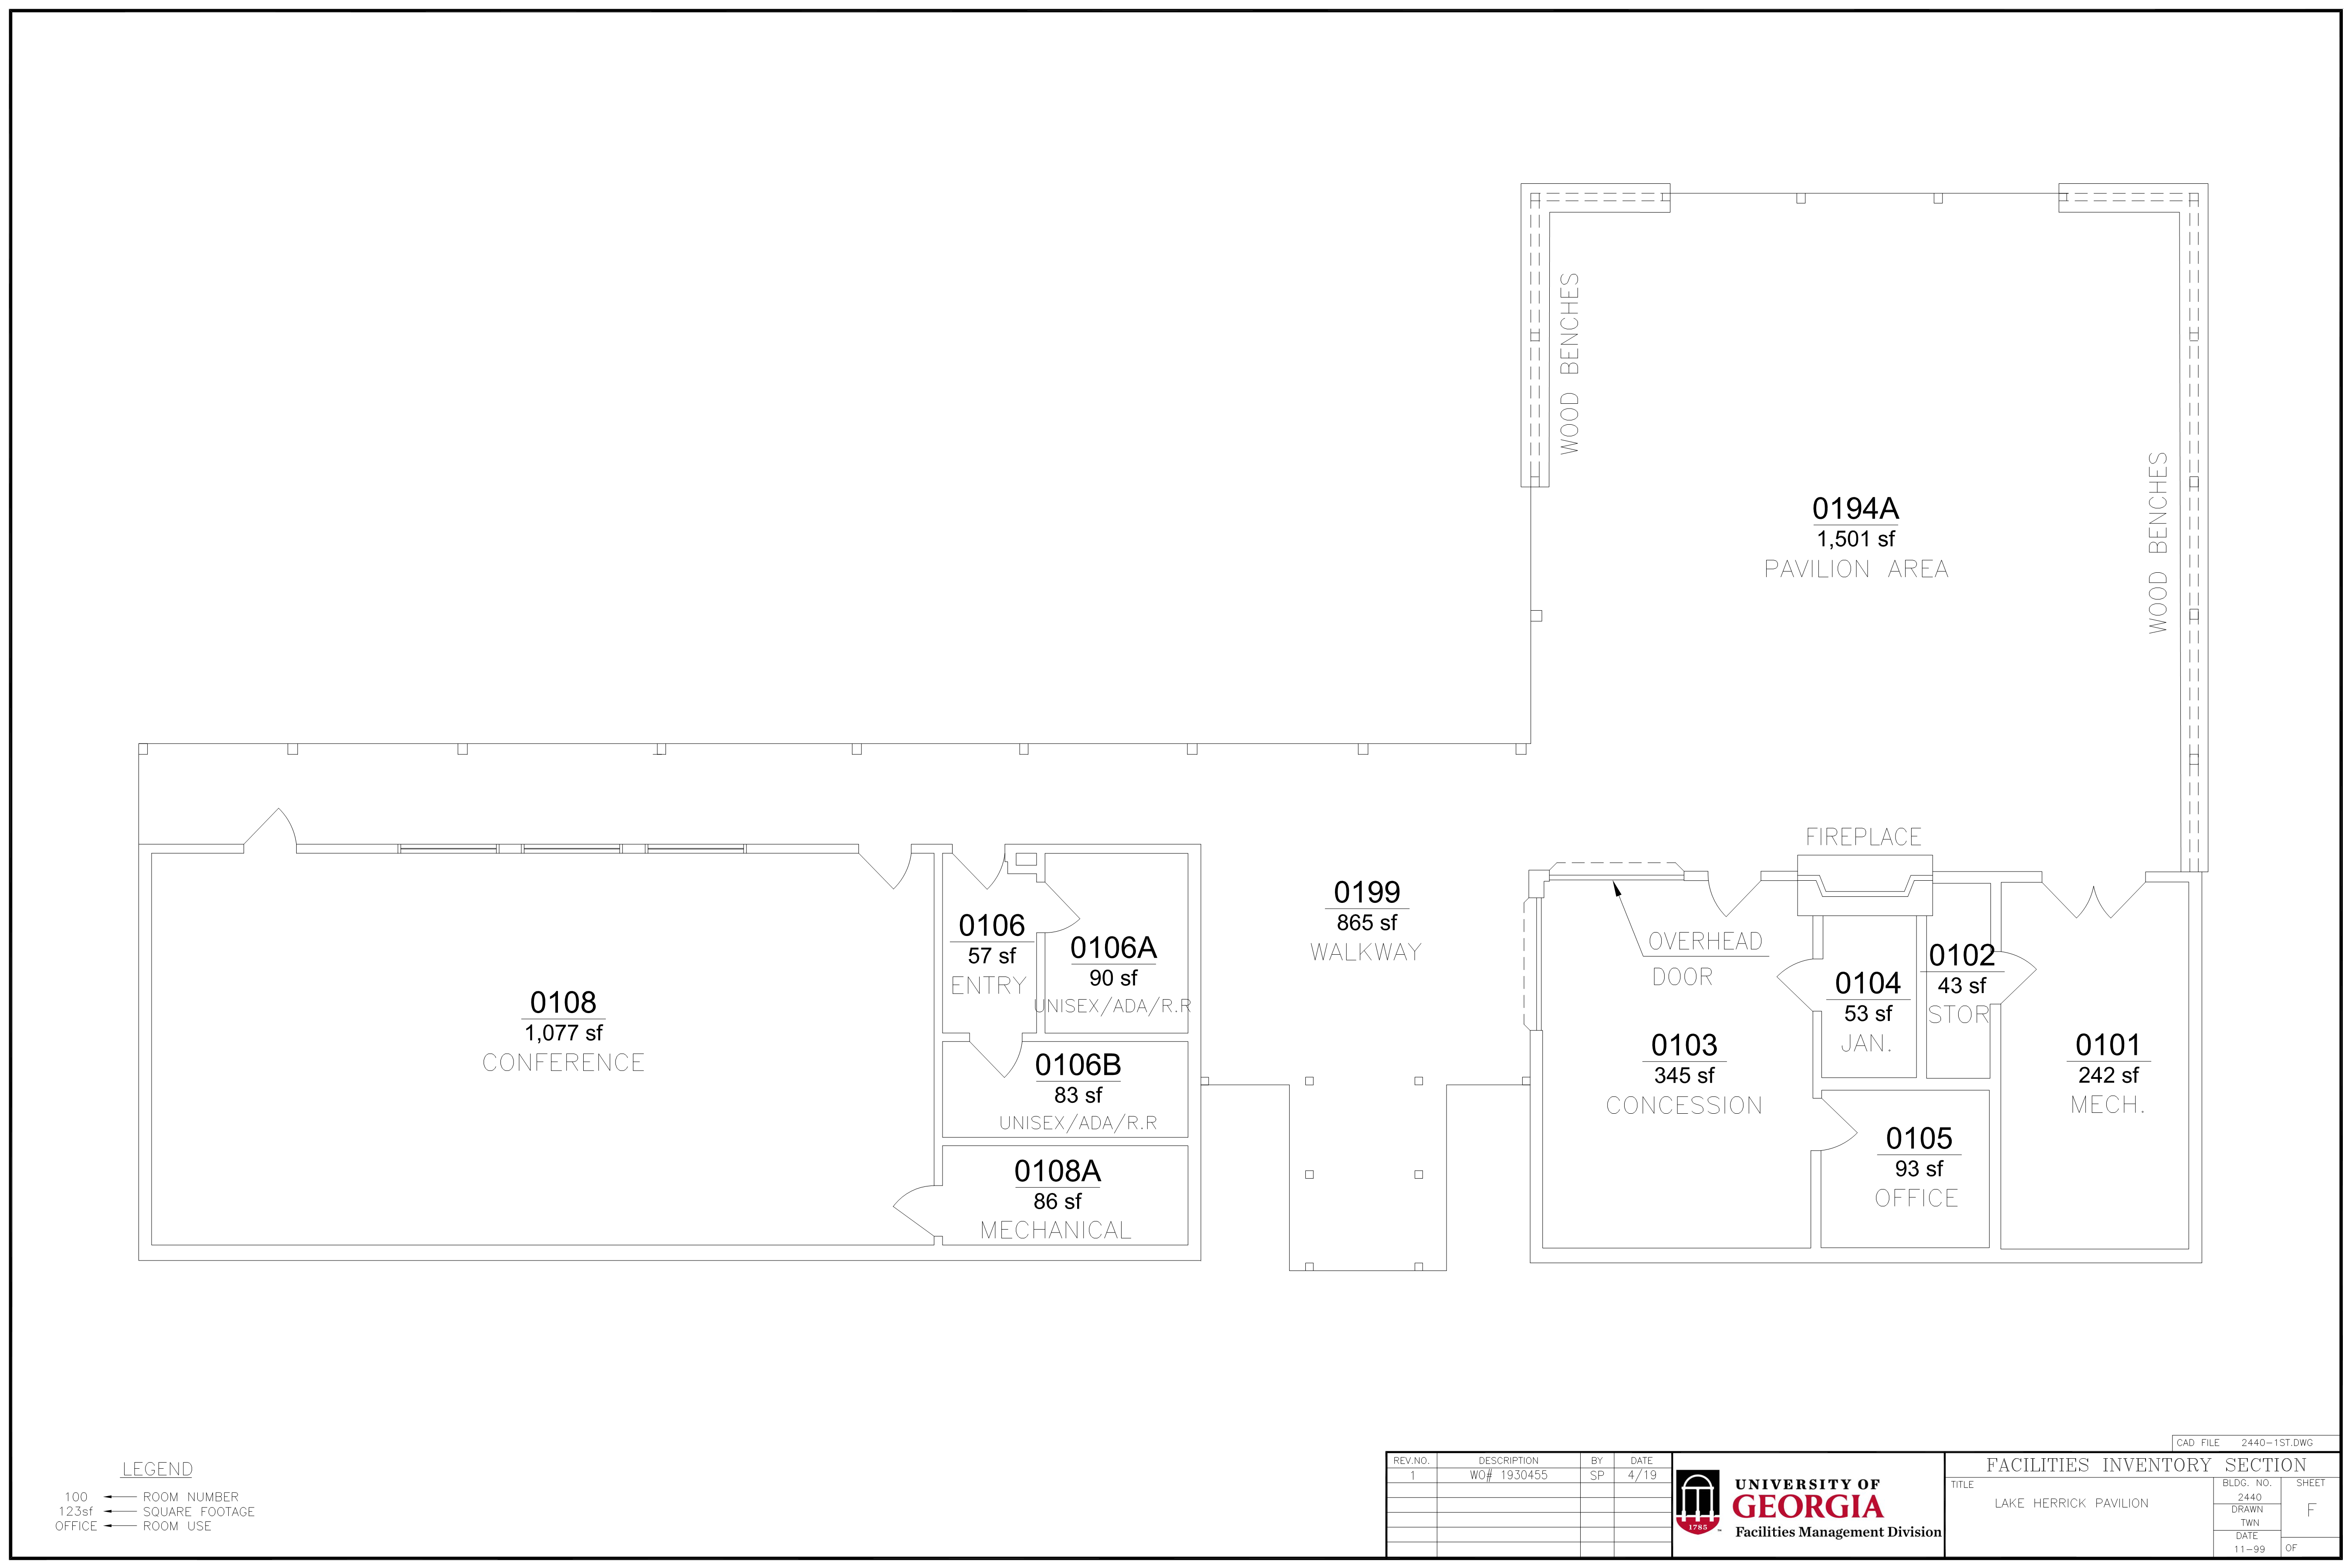 WOOD BENCHES
WOOD BENCHES
0194A
1,501 sf
PAVILION AREA
FIREPLACE
0199
865 sf
WALKWAY
OVERHEAD
DOOR
0106
57 sf
ENTRY
0106A
90 sf
UNISEX/ADA/R.R
0108
1,077 sf
CONFERENCE
0106B
83 sf
UNISEX/ADA/R.R
0108A
86 sf
MECHANICAL
0103
345 sf
CONCESSION
0104
53 sf
JAN.
0102
43 sf
STOR
0101
242 sf
MECH.
0105
93 sf
OFFICE
LEGEND
100 ROOM NUMBER
123sf SQUARE FOOTAGE
OFFICE ROOM USE
CAD FILE 2440-1ST.DWG
REV.NO. DESCRIPTION BY DATE
1 WO# 1930455 SP 4/19
1785
UNIVERSITY OF
GEORGIA
Facilities Management Division
FACILITIES INVENTORY SECTION
TITLE
LAKE HERRICK PAVILION
BLDG. NO.
2440
DRAWN
TWN
DATE
11-99
SHEET
F
OF